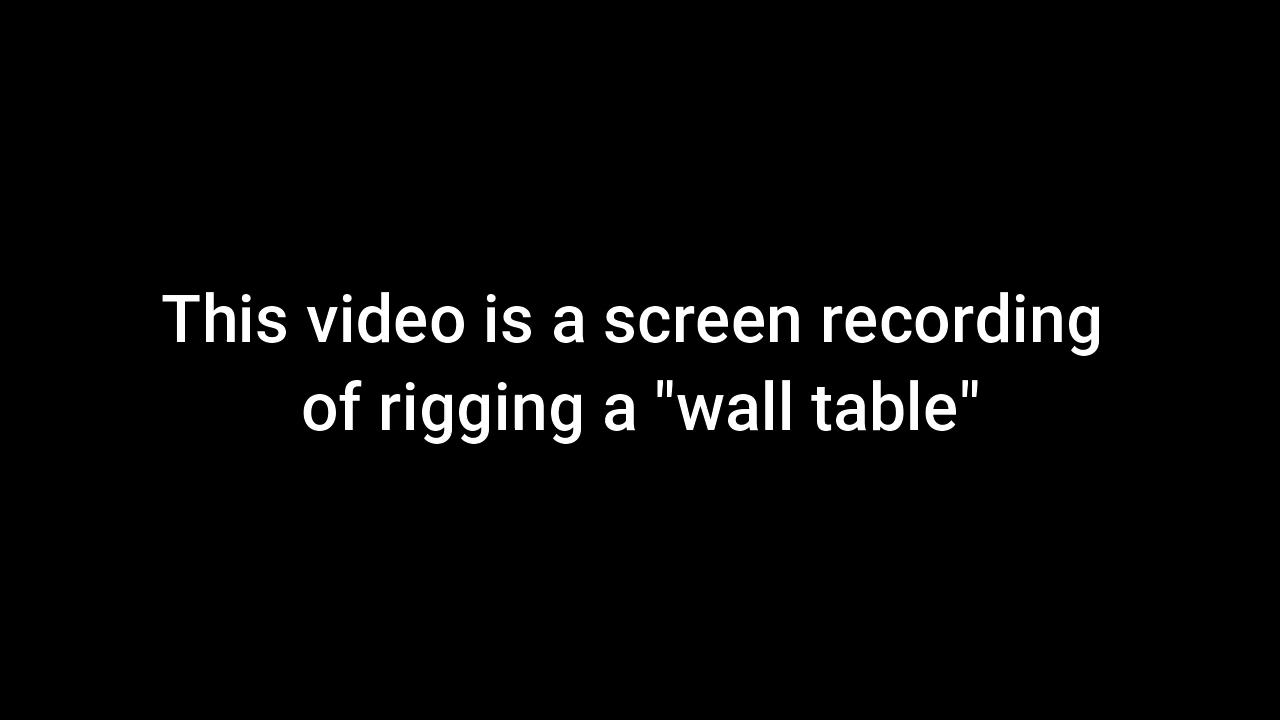 This video is a screen recording
of rigging a "wall table"